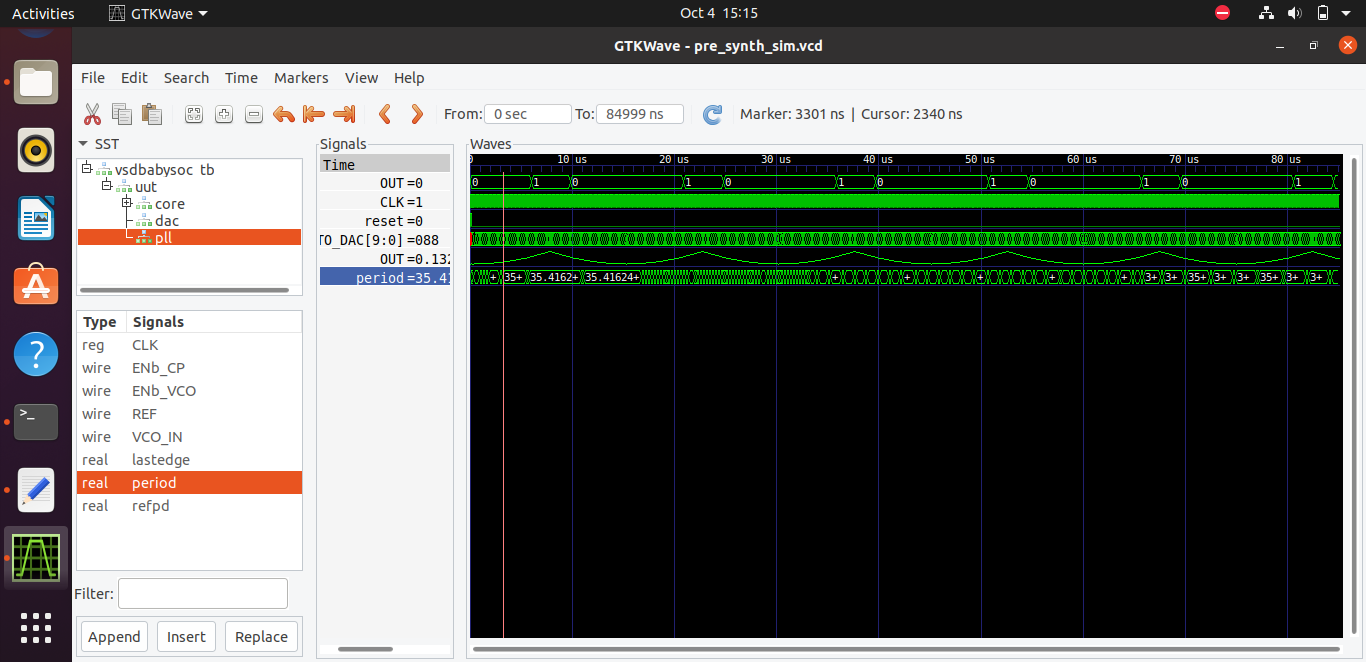 Activities GTKWave Oct 4 15:15
GTKWave - pre_synth_sim.vcd
File Edit Search Time Markers View Help
From: 0 sec To: 84999 ns Marker: 3301 ns | Cursor: 2340 ns
SST
vsdbabysoc_tb
uut
core
dac
pll
Type Signals
reg CLK
wire ENb_CP
wire ENb_VCO
wire REF
wire VCO_IN
real lastedge
real period
real refpd
Filter:
Append Insert Replace
Signals
Time
OUT =0
CLK =1
reset =0
TO_DAC[9:0] =088
OUT =0.132
period =35.41
Waves
0 10 us 20 us 30 us 40 us 50 us 60 us 70 us 80 us
0 1 0 1 0 1 0 1 0 1 0 1
+ 35+ 35.4162+ 35.41624+ + + + + + 3+ 3+ 35+ 3+ 3+ 35+ 3+ 3+